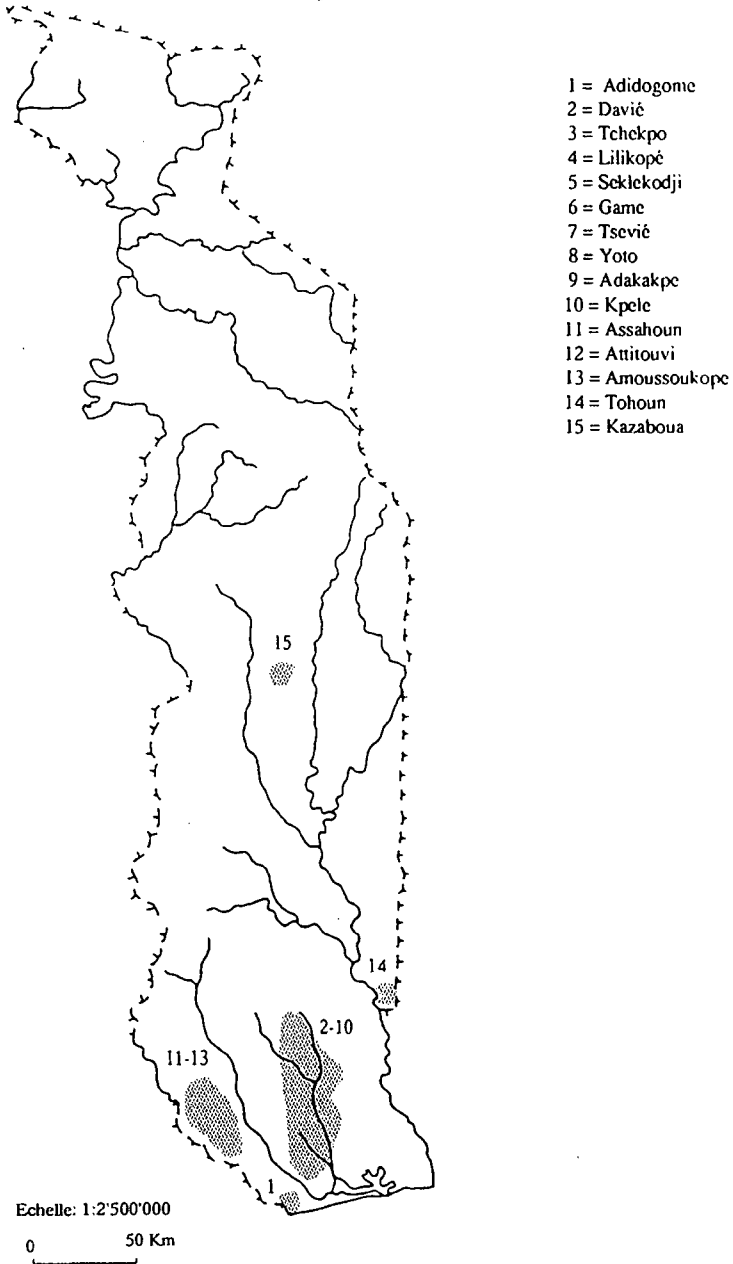 1 = Adidogome
2 = Davié
3 = Tchekpo
4 = Lilikopé
5 = Seklekodji
6 = Game
7 = Tsevié
8 = Yoto
9 = Adakakpe
10 = Kpele
11 = Assahoun
12 = Attitouvi
13 = Amoussoukope
14 = Tohoun
15 = Kazaboua
15
14
2-10
11-13
1
Echelle: 1:2'500'000
0 50 Km